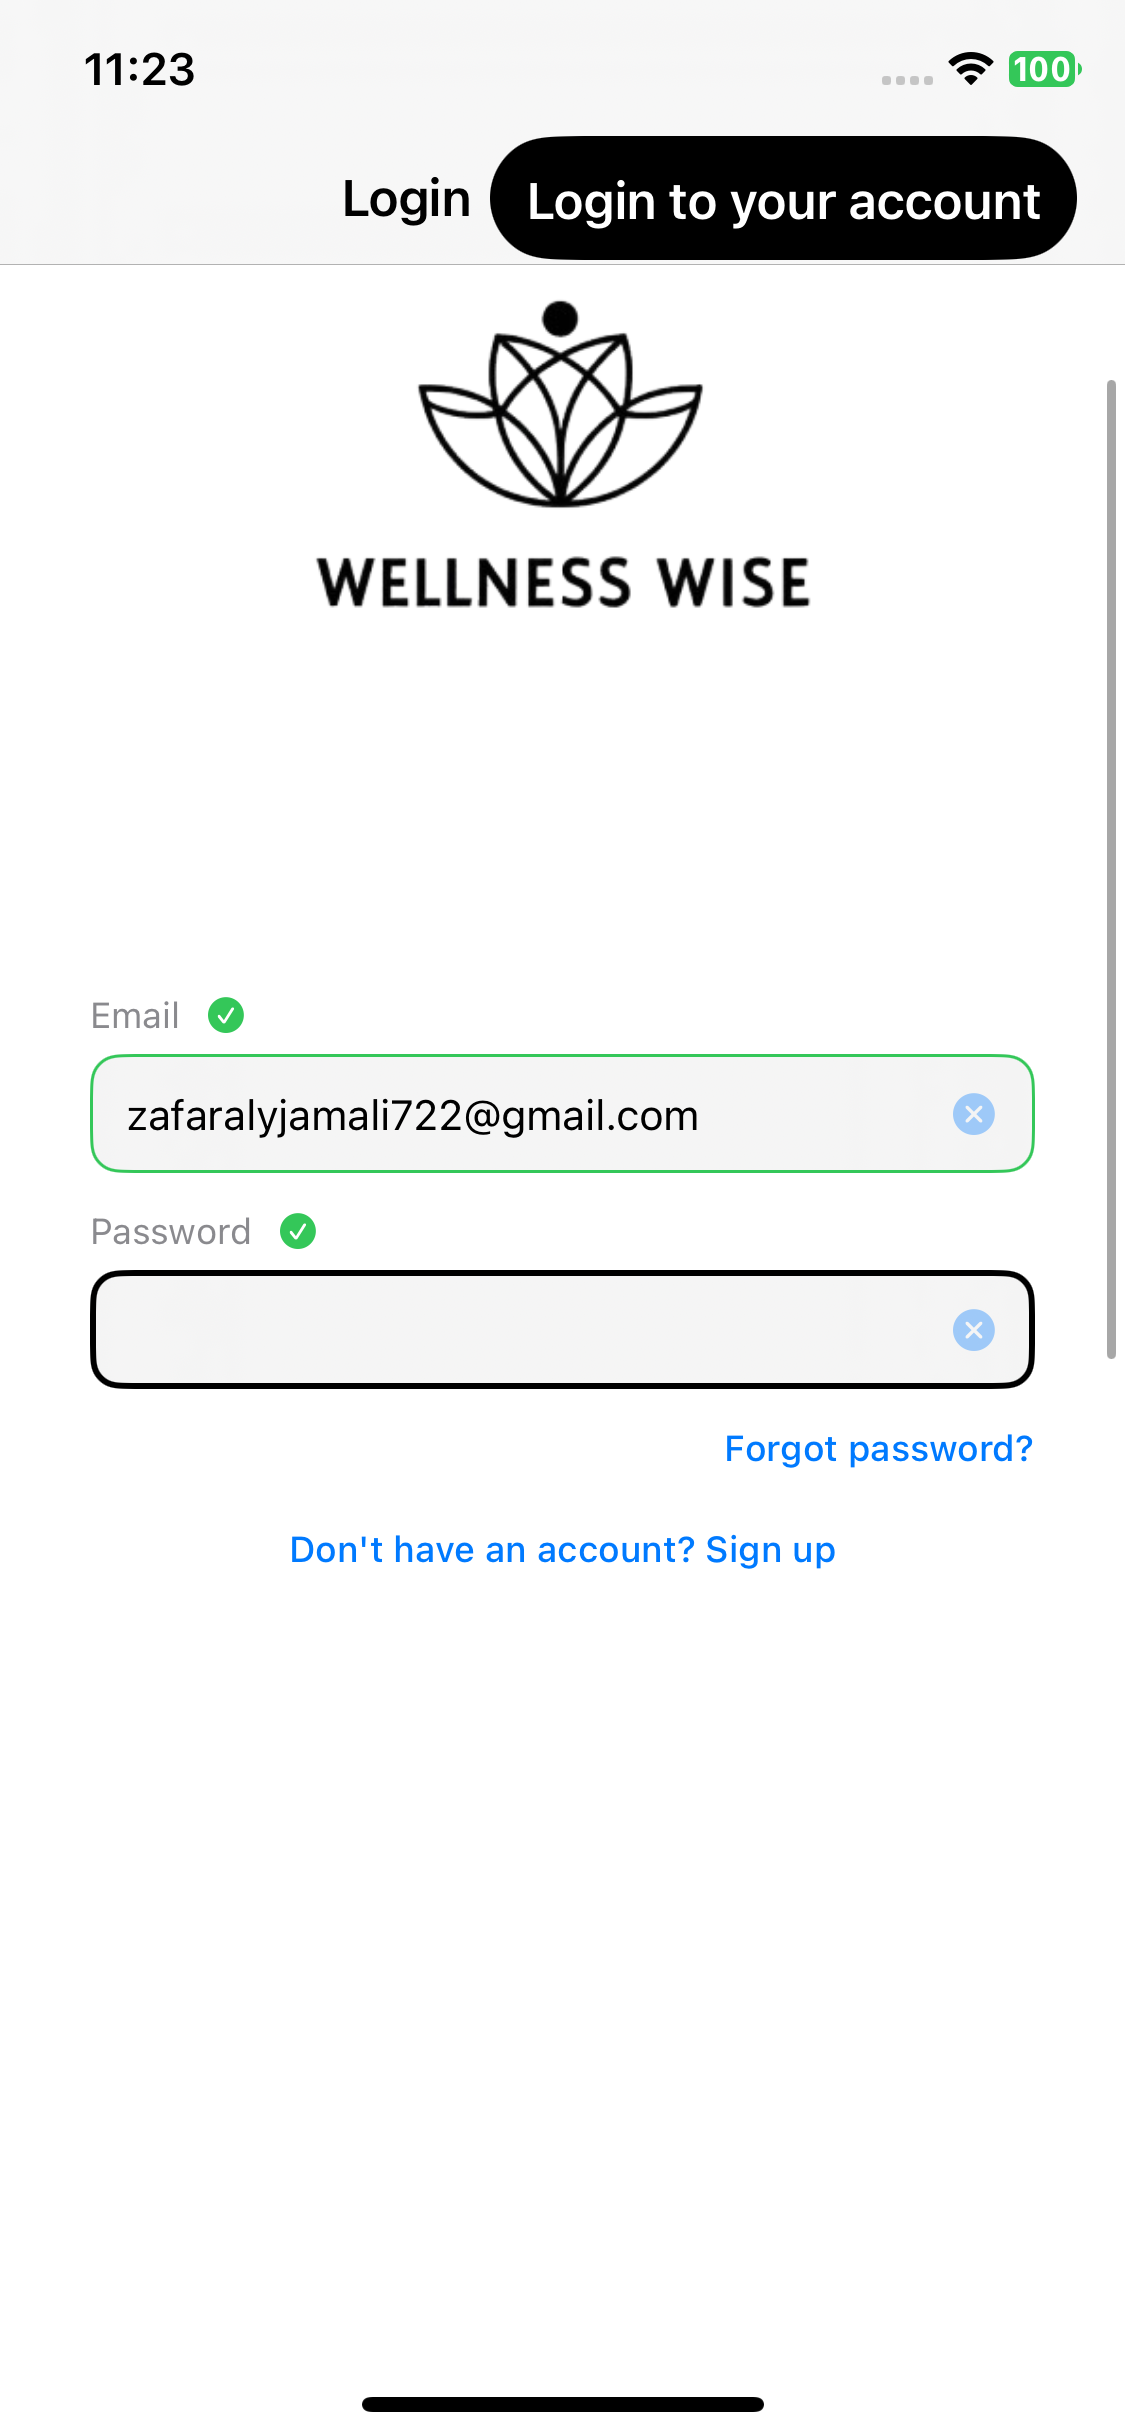 11:23
100
Login
Login to your account
WELLNESS WISE
Email
zafaralyjamali722@gmail.com
Password
Forgot password?
Don't have an account? Sign up